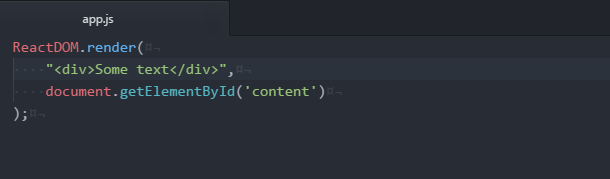 app.js
ReactDOM.render(¤¬
····"<div>Some text</div>",¤¬
····document.getElementById('content')¤¬
);¤¬